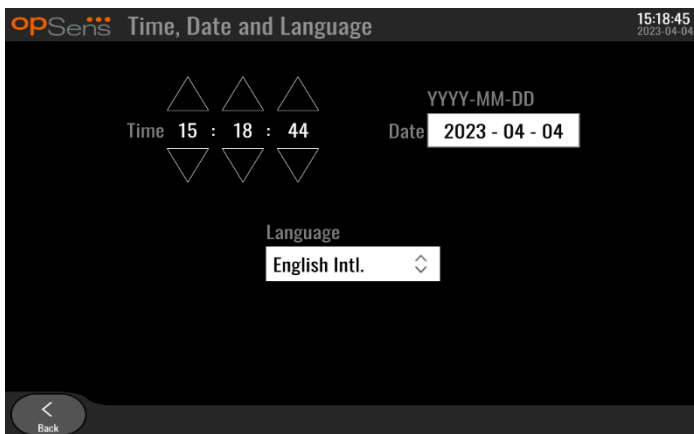 opSens Time, Date and Language 15:18:45
2023-04-04
YYYY-MM-DD
Time 15 : 18 : 44 Date 2023 - 04 - 04
Language
English Intl.
Back